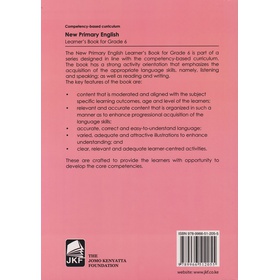 Competency-based curriculum
New Primary English
Learner's Book for Grade 6
The New Primary English Learner's Book for Grade 6 is part of a
series designed in line with the competency-based curriculum. The
book has a strong activity orientation that emphasizes the
acquisition of the appropriate language skills, namely, listening
and speaking; as well as reading and writing.
The key features of the book are:
• content that is moderated and aligned with the subject
specific learning outcomes, age and level of the learners;
• relevant and accurate content that is organized in such a
manner as to enhance progressional acquisition of the
language skills;
• accurate, correct and easy-to-understand language;
• varied, adequate and attractive illustrations to enhance
understanding; and
• clear, relevant and adequate learner-centred activities.
These are crafted to provide the learners with opportunity to
develop the core competencies.
JKF
THE
JOMO KENYATTA
FOUNDATION
website: www.jkf.co.ke